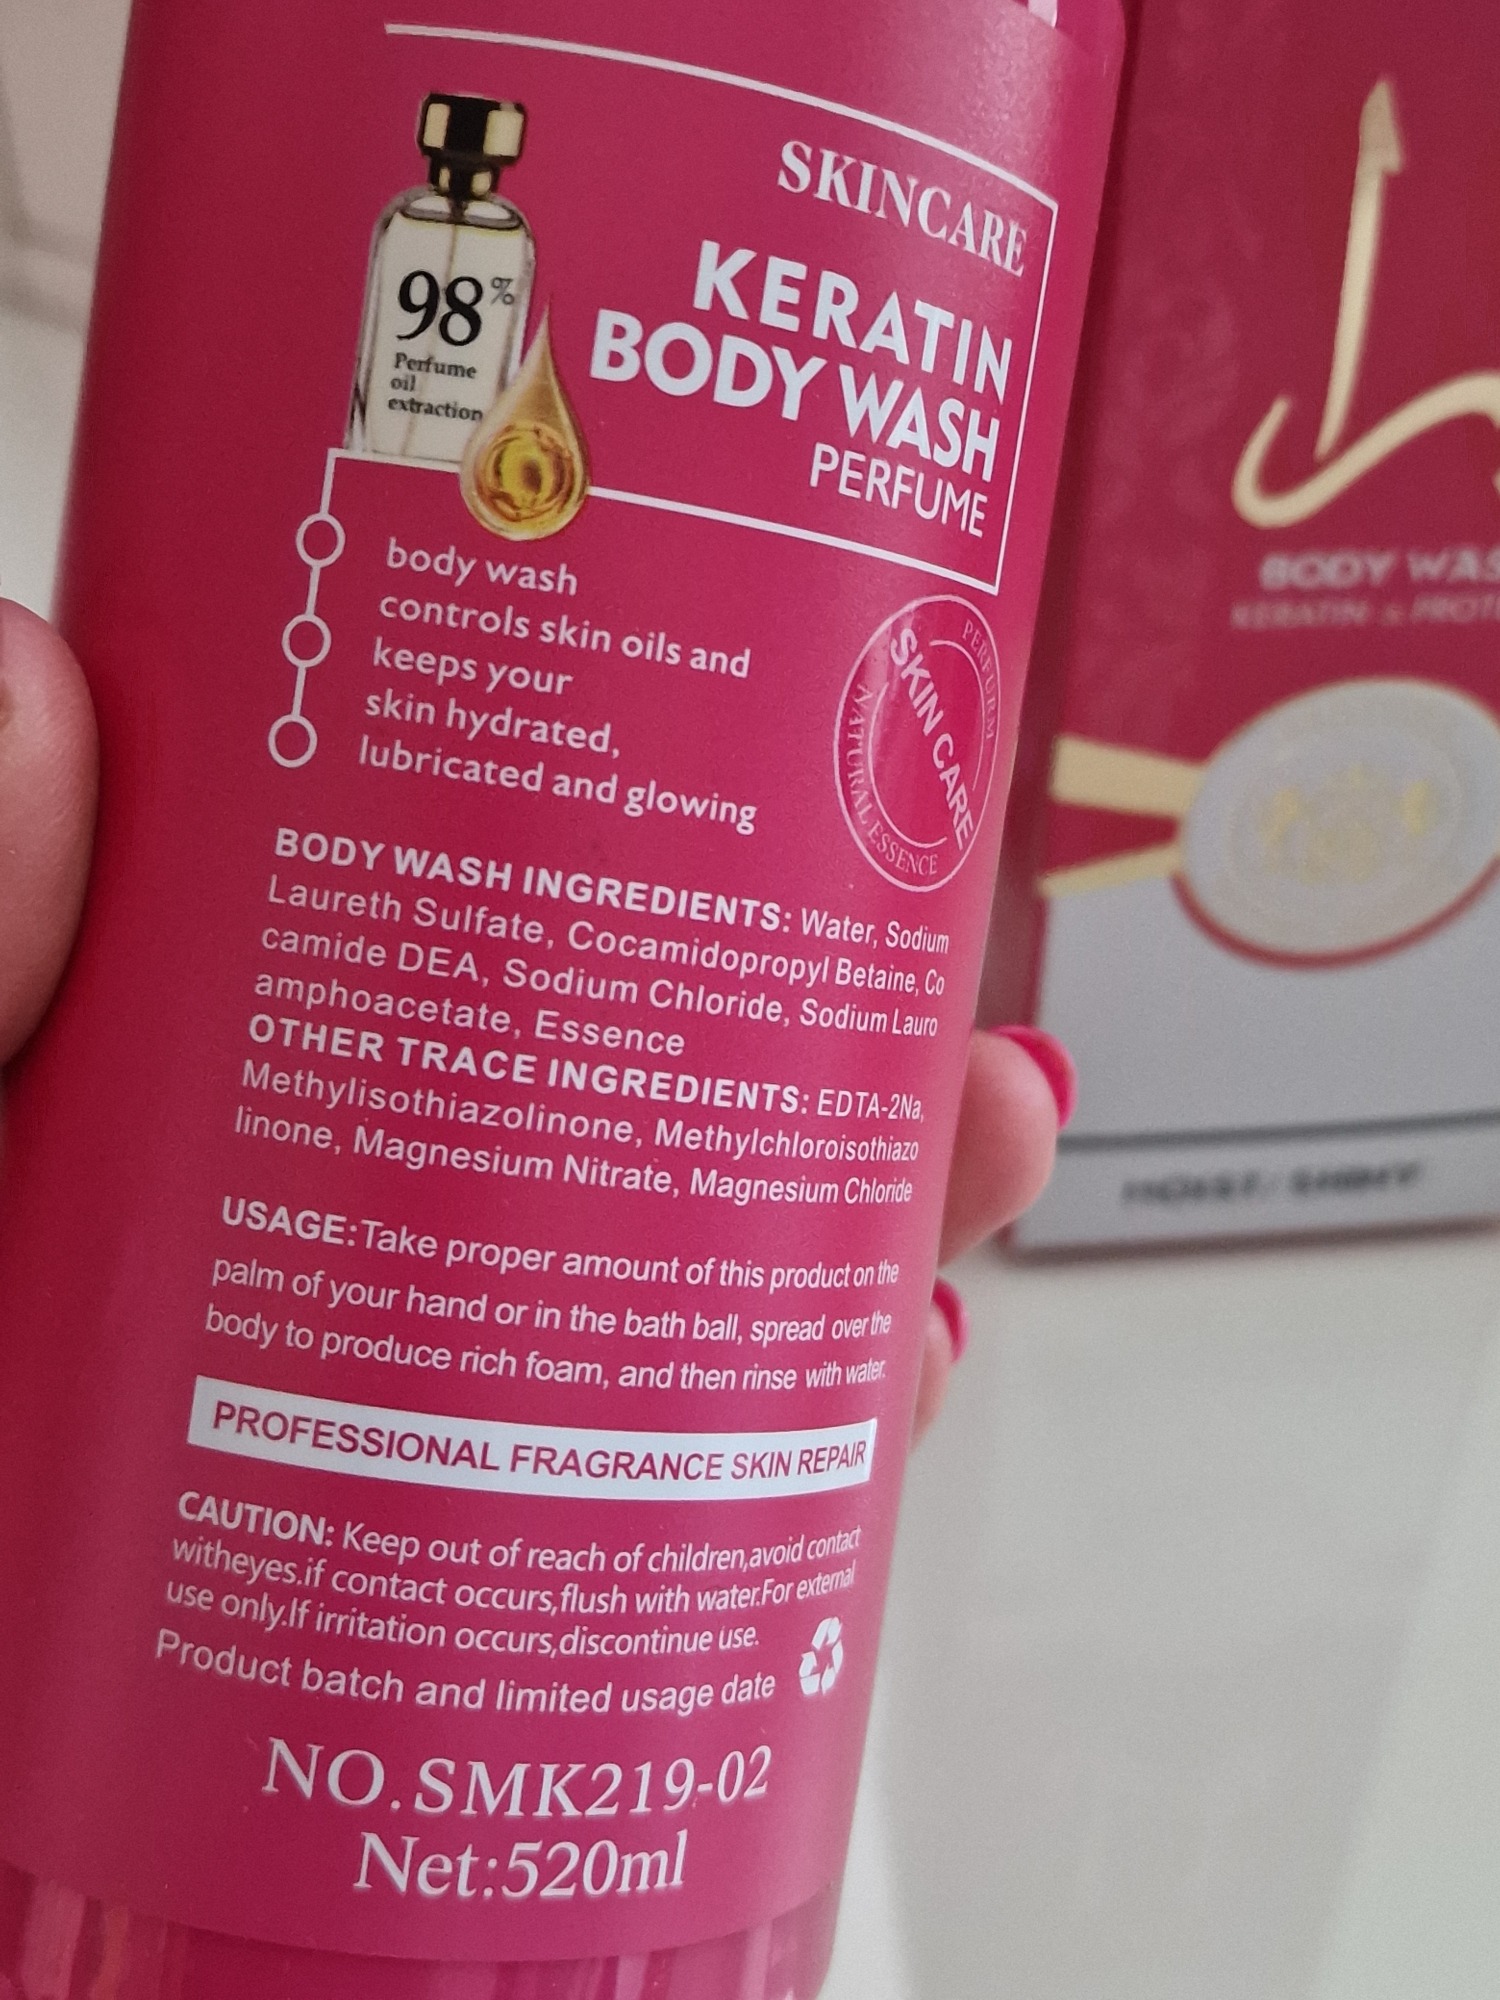 SKINCARE
KERATIN
BODY WASH
PERFUME
98%
Perfume
oil
extraction
body wash
controls skin oils and
keeps your
skin hydrated,
lubricated and glowing
PERFURM
SKIN CARE
NATURAL ESSENCE
BODY WASH INGREDIENTS: Water, Sodium
Laureth Sulfate, Cocamidopropyl Betaine, Co
camide DEA, Sodium Chloride, Sodium Lauro
amphoacetate, Essence
OTHER TRACE INGREDIENTS: EDTA-2Na,
Methylisothiazolinone, Methylchloroisothiazo
linone, Magnesium Nitrate, Magnesium Chloride
USAGE:Take proper amount of this product on the
palm of your hand or in the bath ball, spread over the
body to produce rich foam, and then rinse with water.
PROFESSIONAL FRAGRANCE SKIN REPAIR
CAUTION: Keep out of reach of children,avoid contact
witheyes.if contact occurs,flush with water.For external
use only.If irritation occurs,discontinue use.
Product batch and limited usage date
NO.SMK219-02
Net:520ml
BODY WAS
KERATIN & PROTE